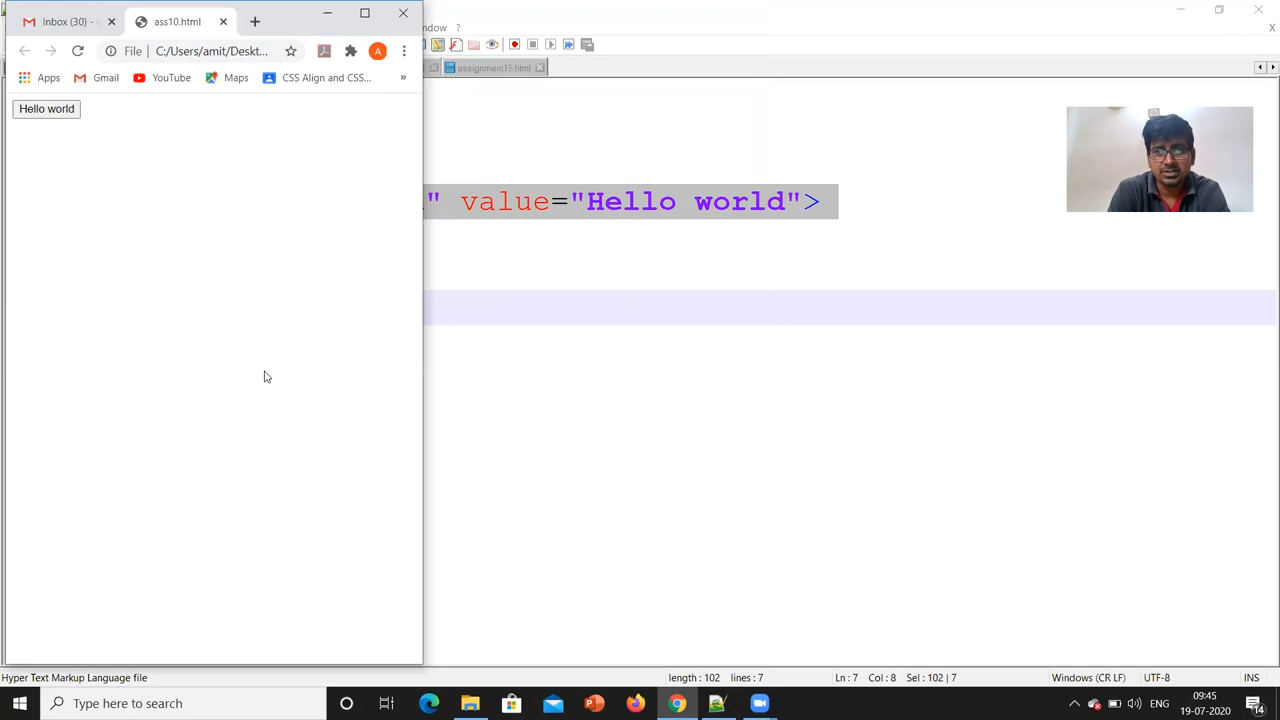 Inbox (30) -
ass10.html
File
C:/Users/amit/Deskt...
A
Apps
Gmail
YouTube
Maps
CSS Align and CSS...
»
Hello world
ndow ?
X
assignment15.html
" value="Hello world">
Hyper Text Markup Language file
length : 102 lines : 7
Ln : 7 Col : 8 Sel : 102 | 7
Windows (CR LF)
UTF-8
INS
Type here to search
ENG
09:45
19-07-2020